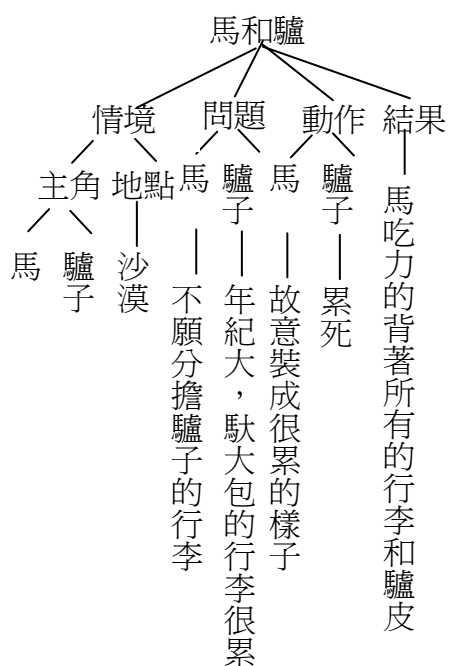 馬和驢
情境
問題
動作
結果
主角
地點
馬
驢子
馬
驢子
馬吃力的背著所有的行李和驢皮
馬
驢子
沙漠
不願分擔驢子的行李
年紀大，馱大包的行李很累
故意裝成很累的樣子
累死